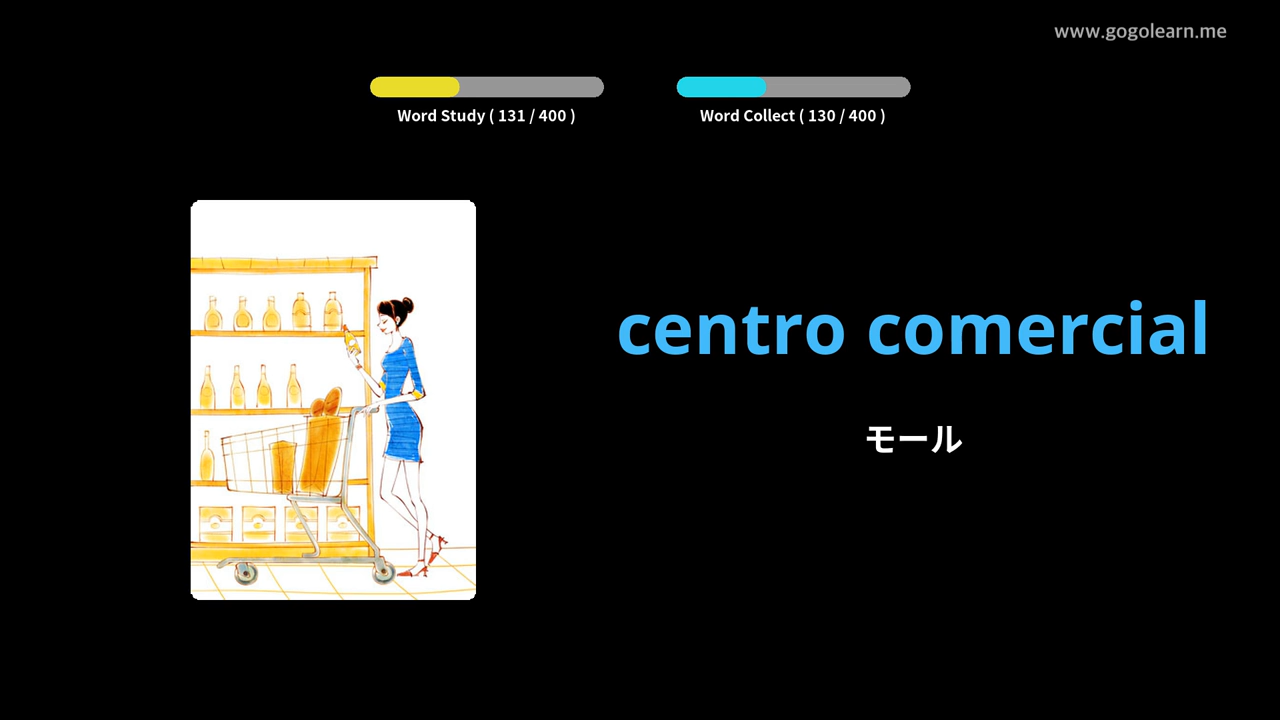 www.gogolearn.me
Word Study ( 131 / 400 )
Word Collect ( 130 / 400 )
centro comercial
モール